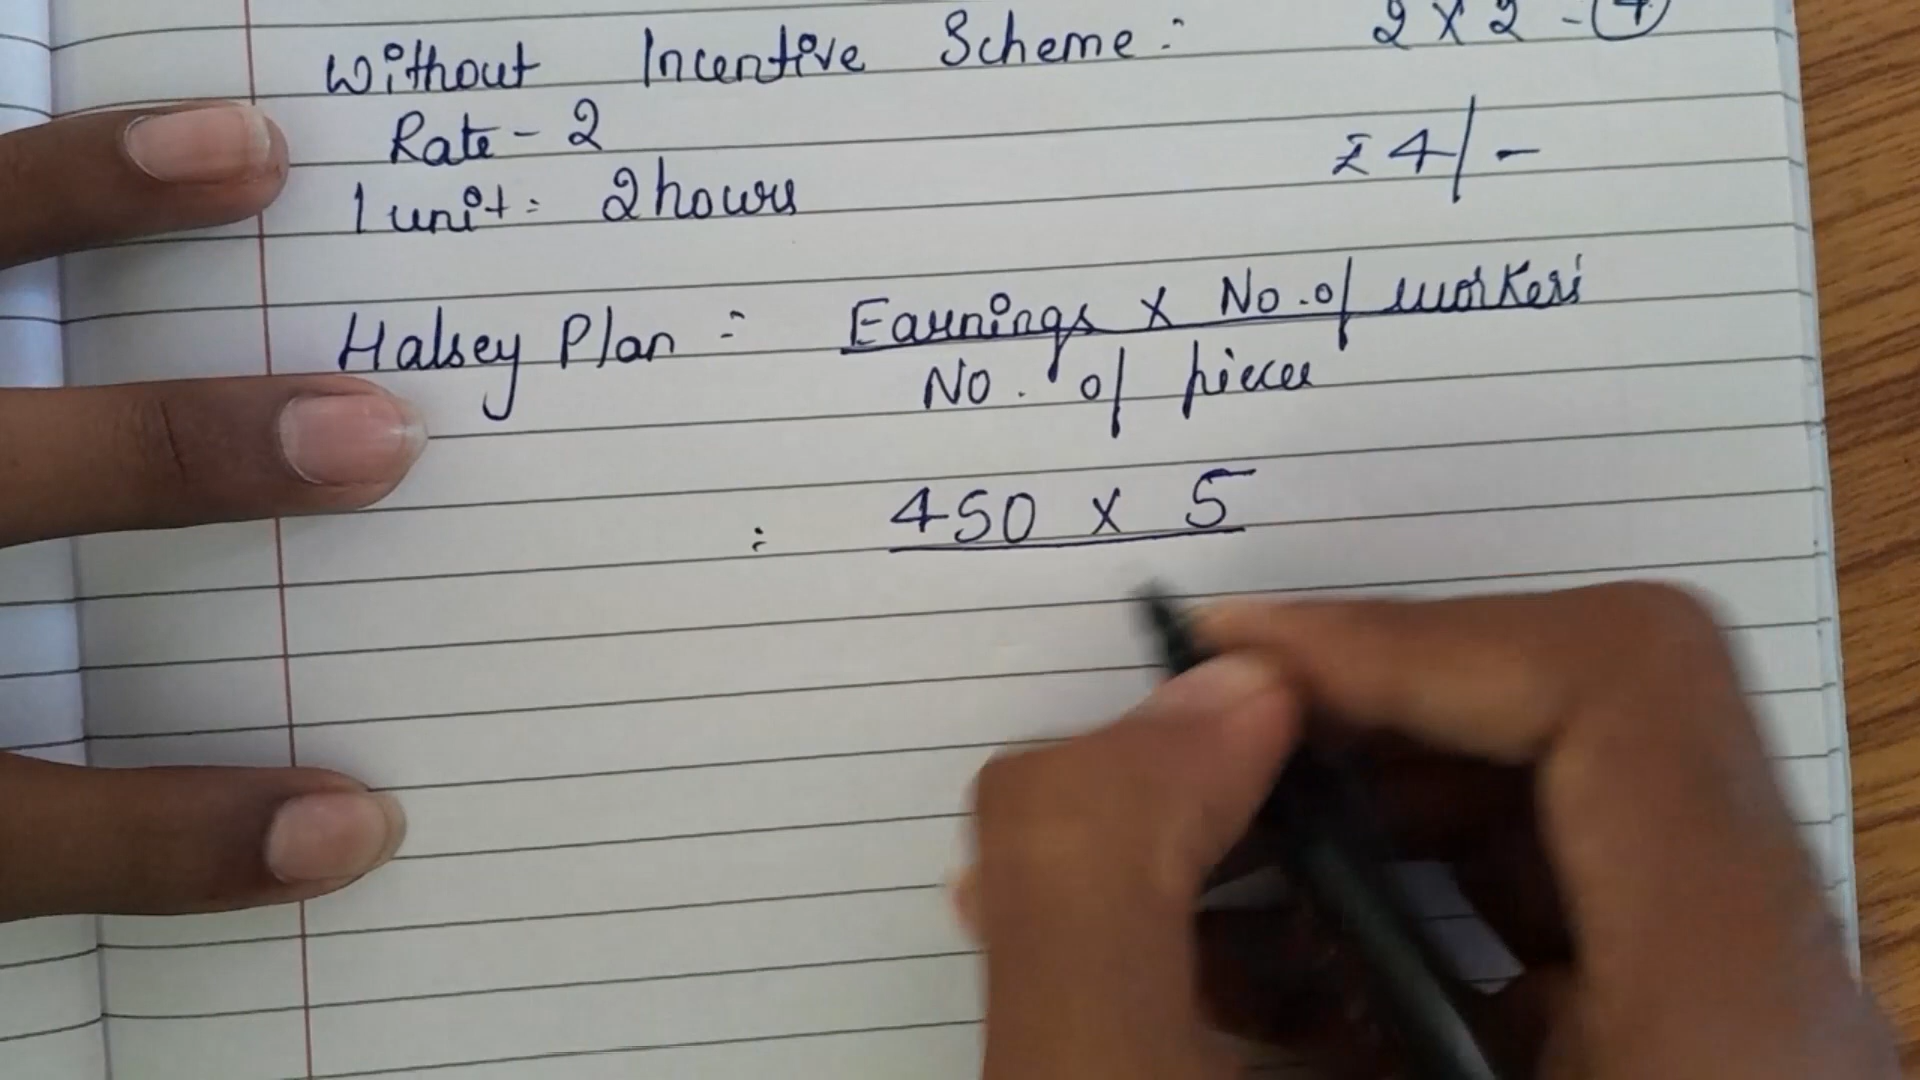 Without Incentive Scheme :- 2 x 2 - 4
Rate - 2
₹4/-
1 unit = 2 hours
Halsey Plan = Earnings x No. of workers
No. of pieces
= 450 x 5